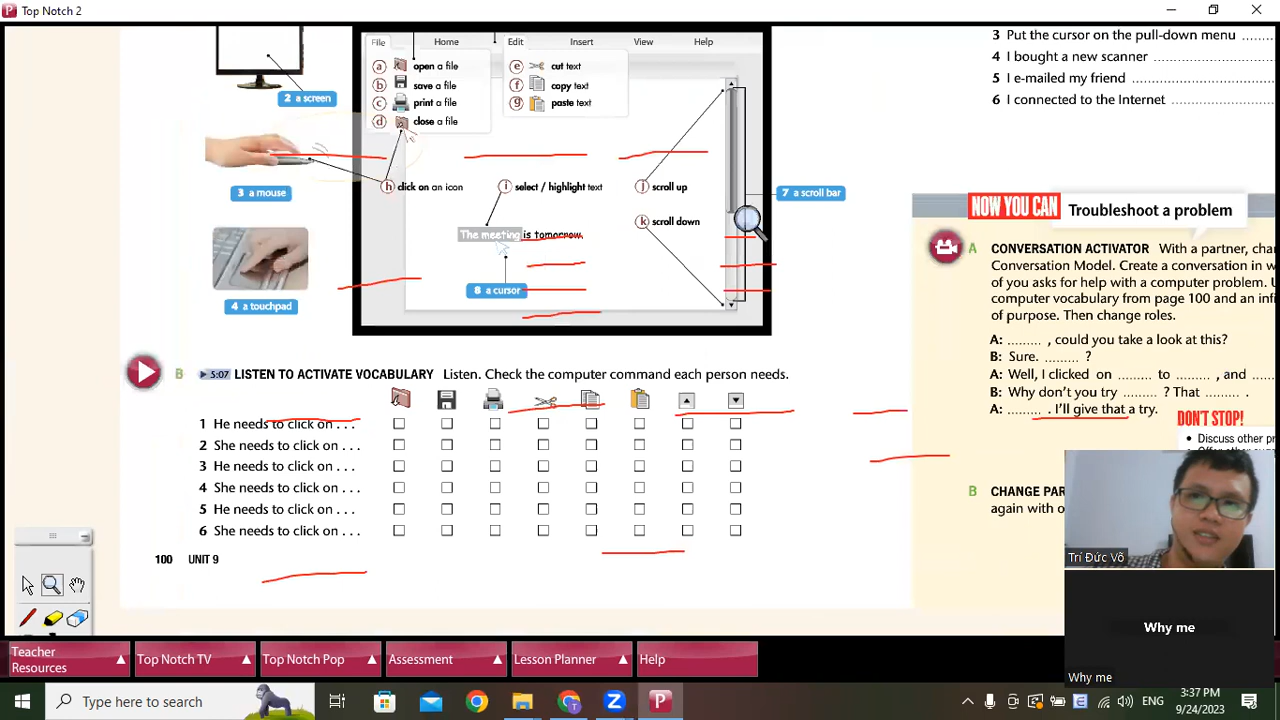 Top Notch 2
File
Home
Edit
Insert
View
Help
a open a file
b save a file
c print a file
d close a file
e cut text
f copy text
g paste text
2 a screen
3 a mouse
4 a touchpad
h click on an icon
i select / highlight text
j scroll up
k scroll down
7 a scroll bar
The meeting is tomorrow.
8 a cursor
B 5:07 LISTEN TO ACTIVATE VOCABULARY Listen. Check the computer command each person needs.
1 He needs to click on . . .
2 She needs to click on . . .
3 He needs to click on . . .
4 She needs to click on . . .
5 He needs to click on . . .
6 She needs to click on . . .
100 UNIT 9
3 Put the cursor on the pull-down menu ........
4 I bought a new scanner ........
5 I e-mailed my friend ........
6 I connected to the Internet ........
NOW YOU CAN Troubleshoot a problem
A CONVERSATION ACTIVATOR With a partner, cha
Conversation Model. Create a conversation in w
of you asks for help with a computer problem.
computer vocabulary from page 100 and an inf
of purpose. Then change roles.
A: ........ , could you take a look at this?
B: Sure. ........ ?
A: Well, I clicked on ........ to ........ , and ........
B: Why don't you try ........ ? That ........ .
A: ........ . I'll give that a try.
DON'T STOP!
• Discuss other pr
B CHANGE PAR
again with o
Trí Đức Võ
Why me
Why me
Teacher Resources
Top Notch TV
Top Notch Pop
Assessment
Lesson Planner
Help
Type here to search
ENG
3:37 PM
9/24/2023